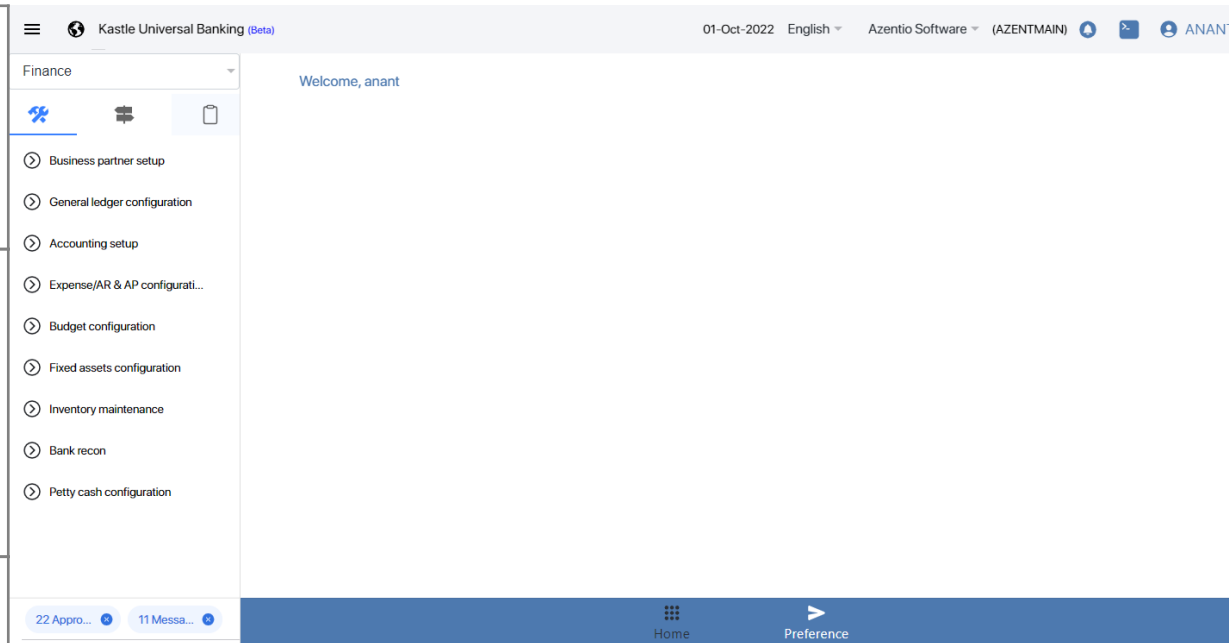 Kastle Universal Banking (Beta)
01-Oct-2022 English Azentio Software (AZENTMAIN) ANANT
Finance
Welcome, anant
Business partner setup
General ledger configuration
Accounting setup
Expense/AR & AP configurati...
Budget configuration
Fixed assets configuration
Inventory maintenance
Bank recon
Petty cash configuration
22 Appro... 11 Messa...
Home Preference